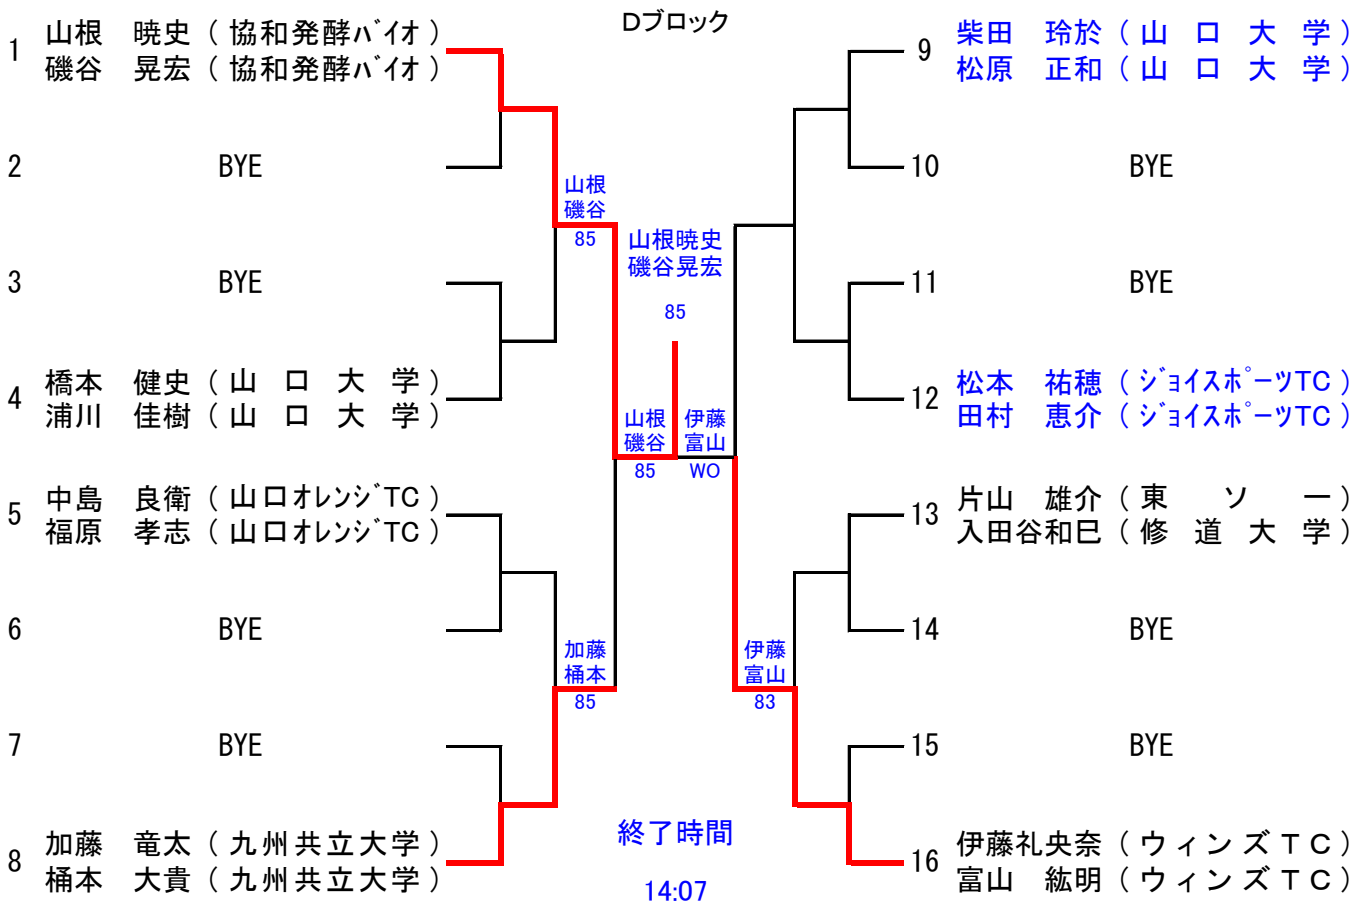 Dブロック
1 山根 暁史 ( 協和発酵ﾊﾞｲｵ )
磯谷 晃宏 ( 協和発酵ﾊﾞｲｵ )
2 BYE
3 BYE
4 橋本 健史 ( 山 口 大 学 )
浦川 佳樹 ( 山 口 大 学 )
5 中島 良衛 ( 山口ｵﾚﾝｼﾞTC )
福原 孝志 ( 山口ｵﾚﾝｼﾞTC )
6 BYE
7 BYE
8 加藤 竜太 ( 九州共立大学 )
桶本 大貴 ( 九州共立大学 )
山根
磯谷
85
加藤
桶本
85
山根
磯谷
85
山根暁史
磯谷晃宏
85
伊藤
富山
WO
伊藤
富山
83
終了時間
14:07
9 柴田 玲於 ( 山 口 大 学 )
松原 正和 ( 山 口 大 学 )
10 BYE
11 BYE
12 松本 祐穂 ( ｼﾞｮｲｽﾎﾟｰﾂTC )
田村 恵介 ( ｼﾞｮｲｽﾎﾟｰﾂTC )
13 片山 雄介 ( 東 ソ ー )
入田谷和巳 ( 修 道 大 学 )
14 BYE
15 BYE
16 伊藤礼央奈 ( ウィンズTC )
富山 紘明 ( ウィンズTC )